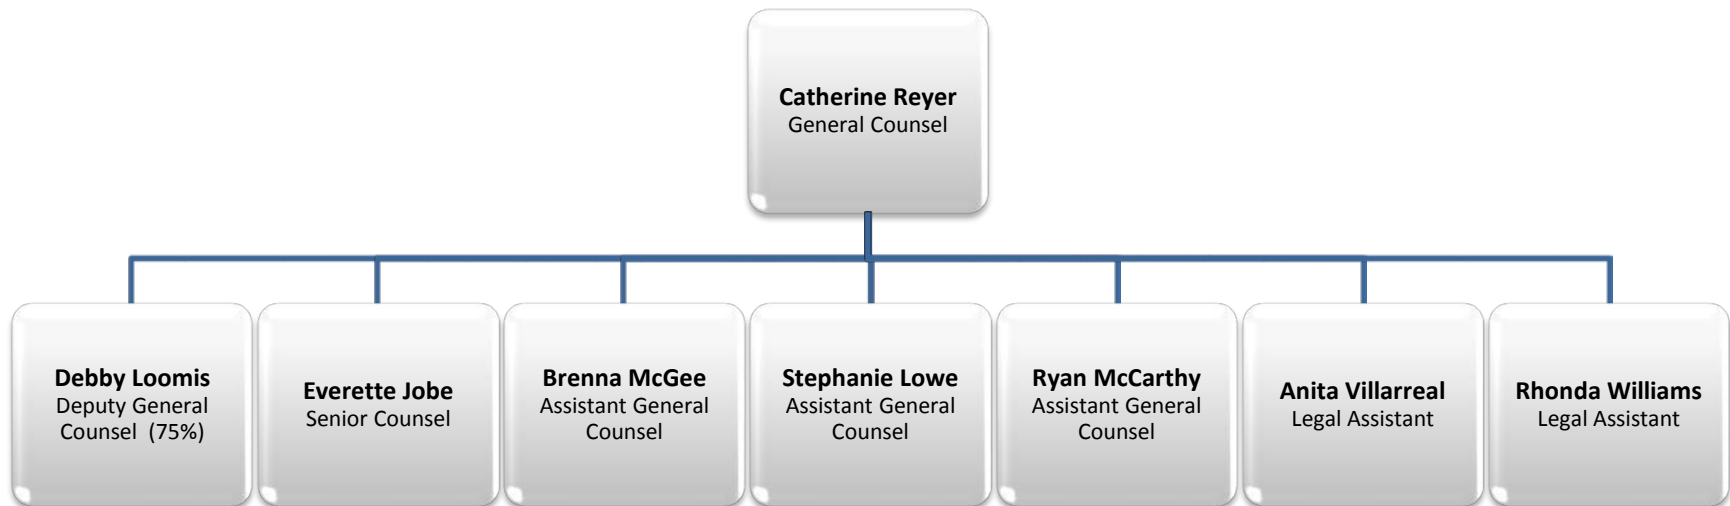 Catherine Reyer
General Counsel
Debby Loomis
Deputy General
Counsel  (75%)
Everette Jobe
Senior Counsel
Brenna McGee
Assistant General
Counsel
Stephanie Lowe
Assistant General
Counsel
Ryan McCarthy
Assistant General
Counsel
Anita Villarreal
Legal Assistant
Rhonda Williams
Legal Assistant